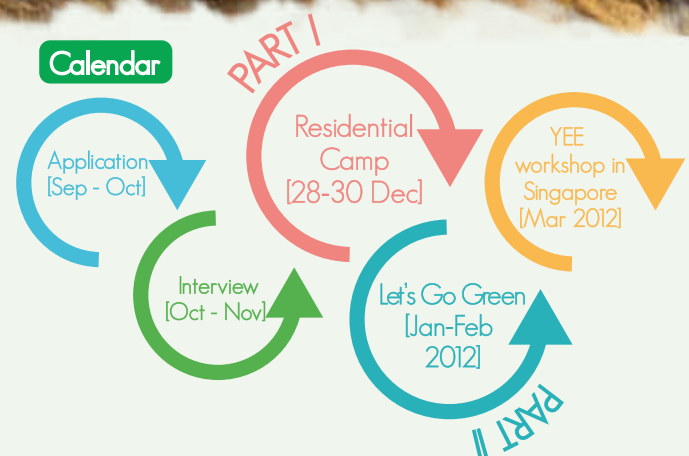 Calendar
Application
[Sep - Oct]
Interview
[Oct - Nov]
PART I
Residential
Camp
[28-30 Dec]
Let's Go Green
[Jan-Feb
2012]
PART II
YEE
workshop in
Singapore
[Mar 2012]